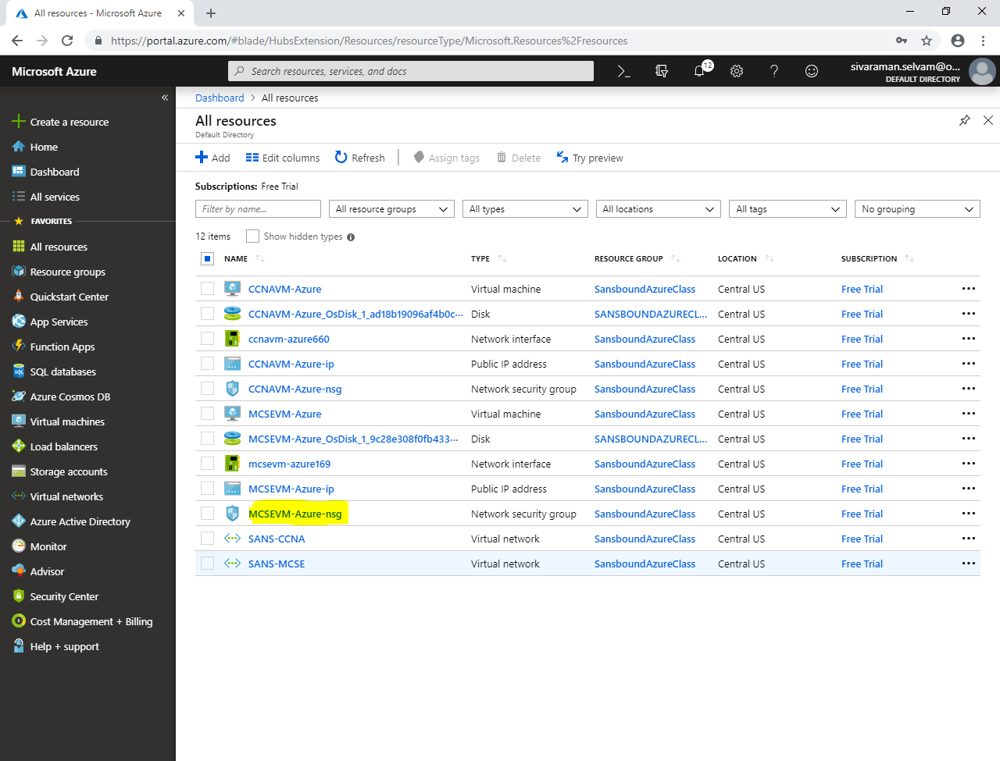 All resources - Microsoft Azure
https://portal.azure.com/#blade/HubsExtension/Resources/resourceType/Microsoft.Resources%2Fresources
Microsoft Azure
Search resources, services, and docs
12
sivaraman.selvam@o...
DEFAULT DIRECTORY
Create a resource
Home
Dashboard
All services
FAVORITES
All resources
Resource groups
Quickstart Center
App Services
Function Apps
SQL databases
Azure Cosmos DB
Virtual machines
Load balancers
Storage accounts
Virtual networks
Azure Active Directory
Monitor
Advisor
Security Center
Cost Management + Billing
Help + support
Dashboard > All resources
All resources
Default Directory
Add Edit columns Refresh Assign tags Delete Try preview
Subscriptions: Free Trial
Filter by name... All resource groups All types All locations All tags No grouping
12 items Show hidden types
NAME TYPE RESOURCE GROUP LOCATION SUBSCRIPTION
CCNAVM-Azure Virtual machine SansboundAzureClass Central US Free Trial
CCNAVM-Azure_OsDisk_1_ad18b19096af4b0c... Disk SANSBOUNDAZURECL... Central US Free Trial
ccnavm-azure660 Network interface SansboundAzureClass Central US Free Trial
CCNAVM-Azure-ip Public IP address SansboundAzureClass Central US Free Trial
CCNAVM-Azure-nsg Network security group SansboundAzureClass Central US Free Trial
MCSEVM-Azure Virtual machine SansboundAzureClass Central US Free Trial
MCSEVM-Azure_OsDisk_1_9c28e308f0fb433... Disk SANSBOUNDAZURECL... Central US Free Trial
mcsevm-azure169 Network interface SansboundAzureClass Central US Free Trial
MCSEVM-Azure-ip Public IP address SansboundAzureClass Central US Free Trial
MCSEVM-Azure-nsg Network security group SansboundAzureClass Central US Free Trial
SANS-CCNA Virtual network SansboundAzureClass Central US Free Trial
SANS-MCSE Virtual network SansboundAzureClass Central US Free Trial